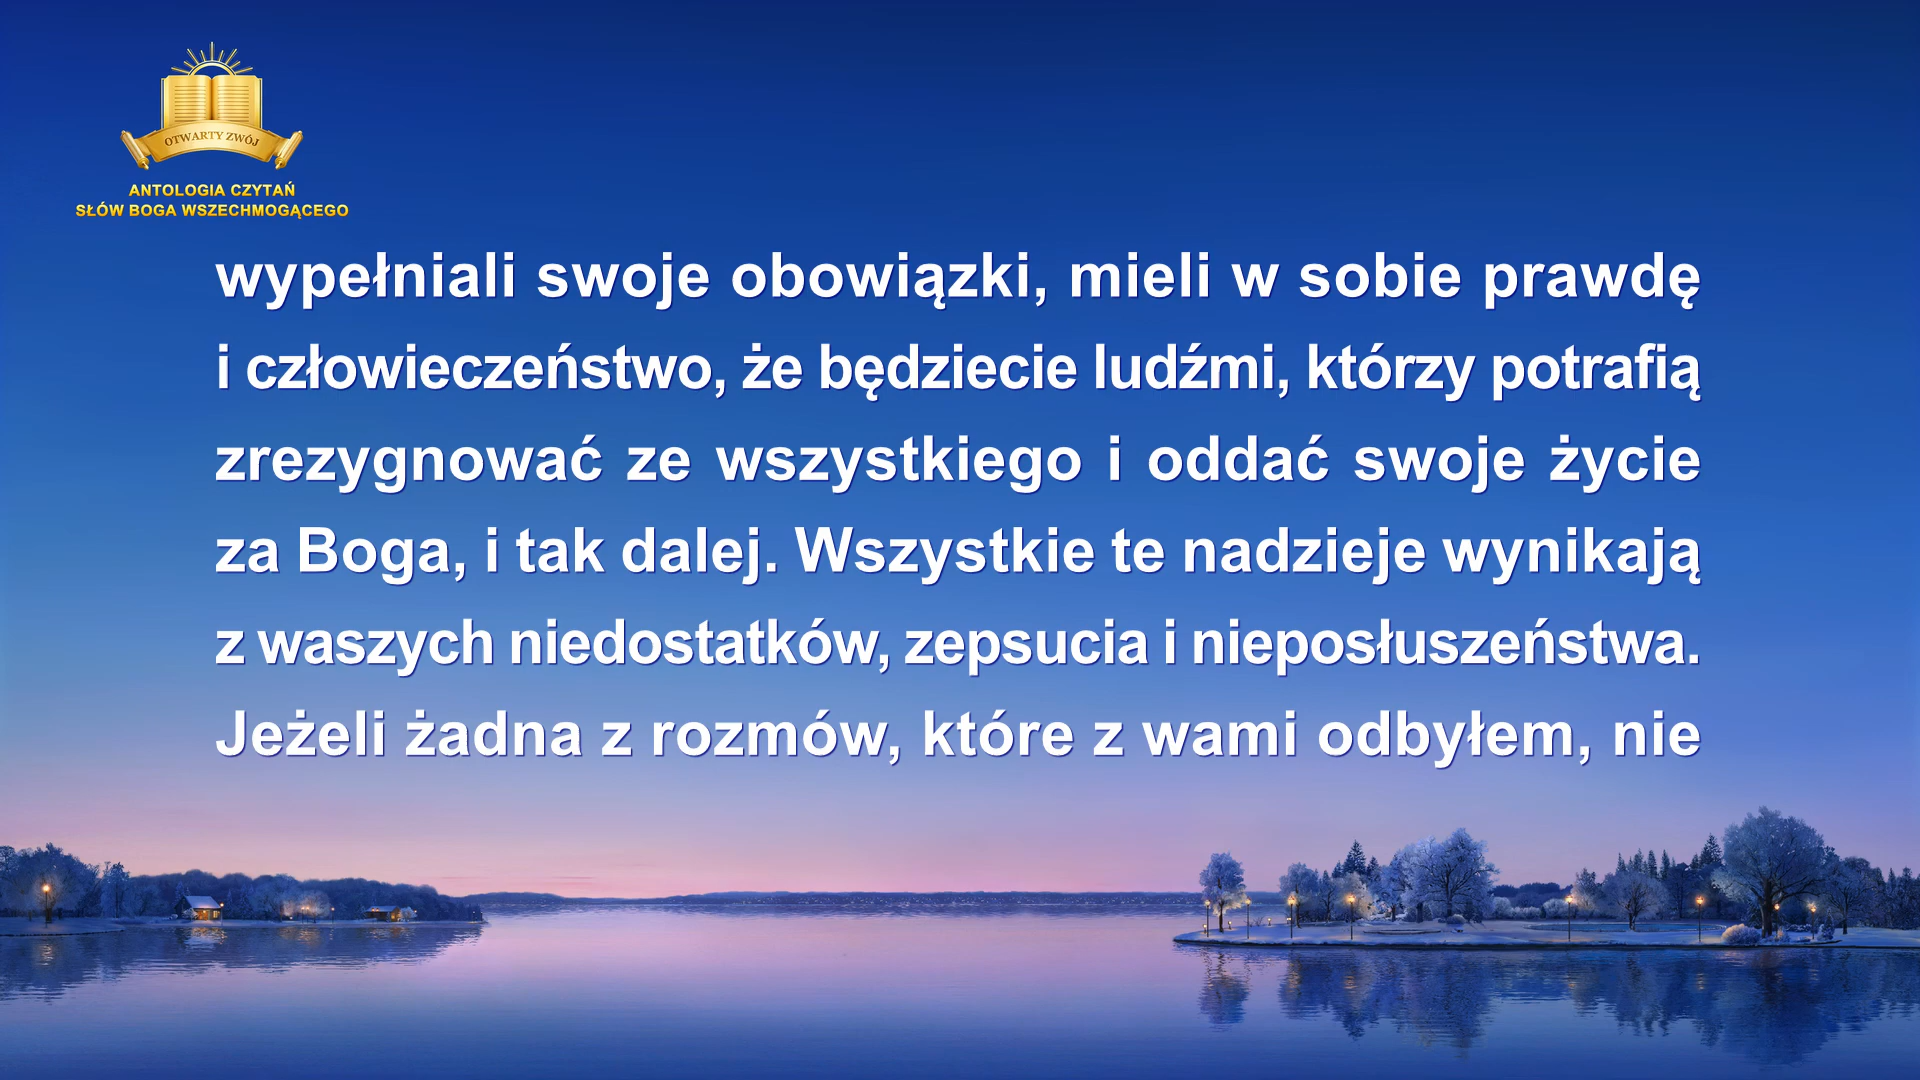 OTWARTY ZWÓJ
ANTOLOGIA CZYTAŃ
SŁÓW BOGA WSZECHMOGĄCEGO
wypełniali swoje obowiązki, mieli w sobie prawdę
i człowieczeństwo, że będziecie ludźmi, którzy potrafią
zrezygnować ze wszystkiego i oddać swoje życie
za Boga, i tak dalej. Wszystkie te nadzieje wynikają
z waszych niedostatków, zepsucia i nieposłuszeństwa.
Jeżeli żadna z rozmów, które z wami odbyłem, nie